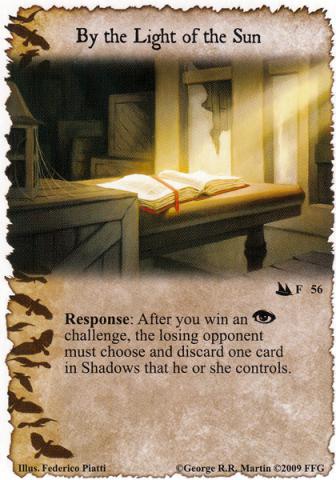 By the Light of the Sun
F 56
Response: After you win an
challenge, the losing opponent
must choose and discard one card
in Shadows that he or she controls.
Illus. Federico Piatti ©George R.R. Martin ©2009 FFG